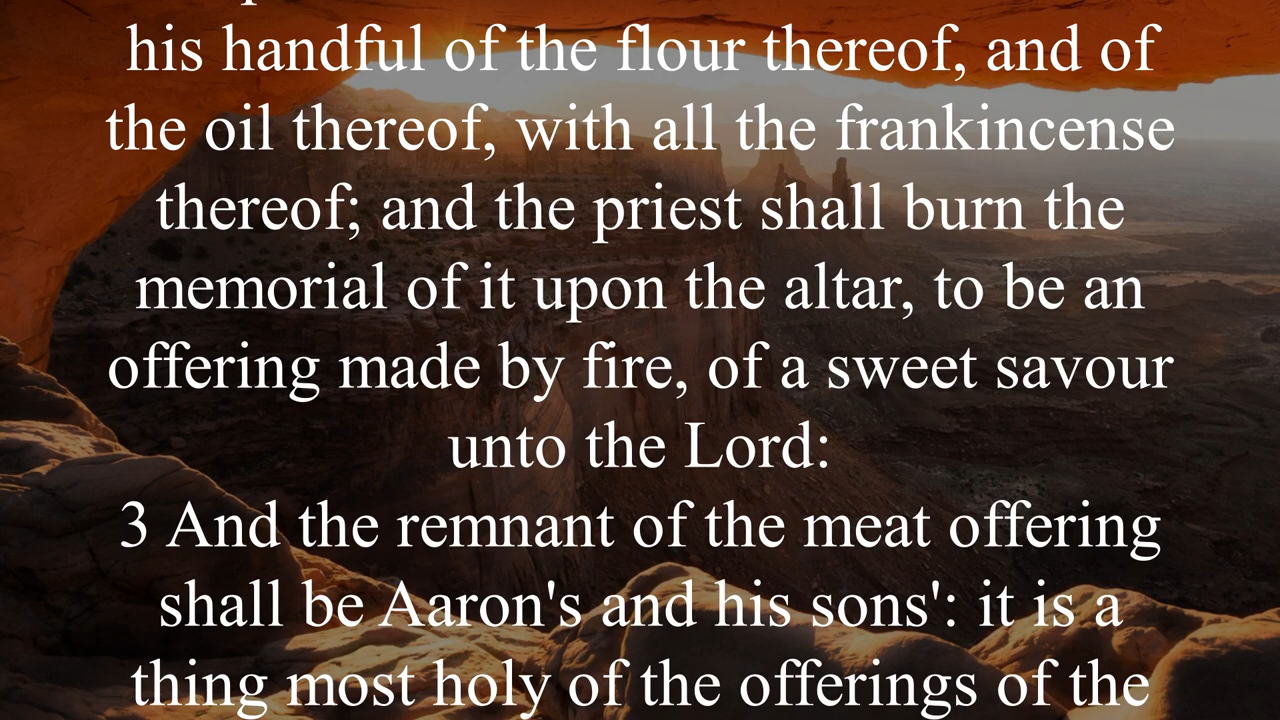 his handful of the flour thereof, and of
the oil thereof, with all the frankincense
thereof; and the priest shall burn the
memorial of it upon the altar, to be an
offering made by fire, of a sweet savour
unto the Lord:
3 And the remnant of the meat offering
shall be Aaron's and his sons': it is a
thing most holy of the offerings of the